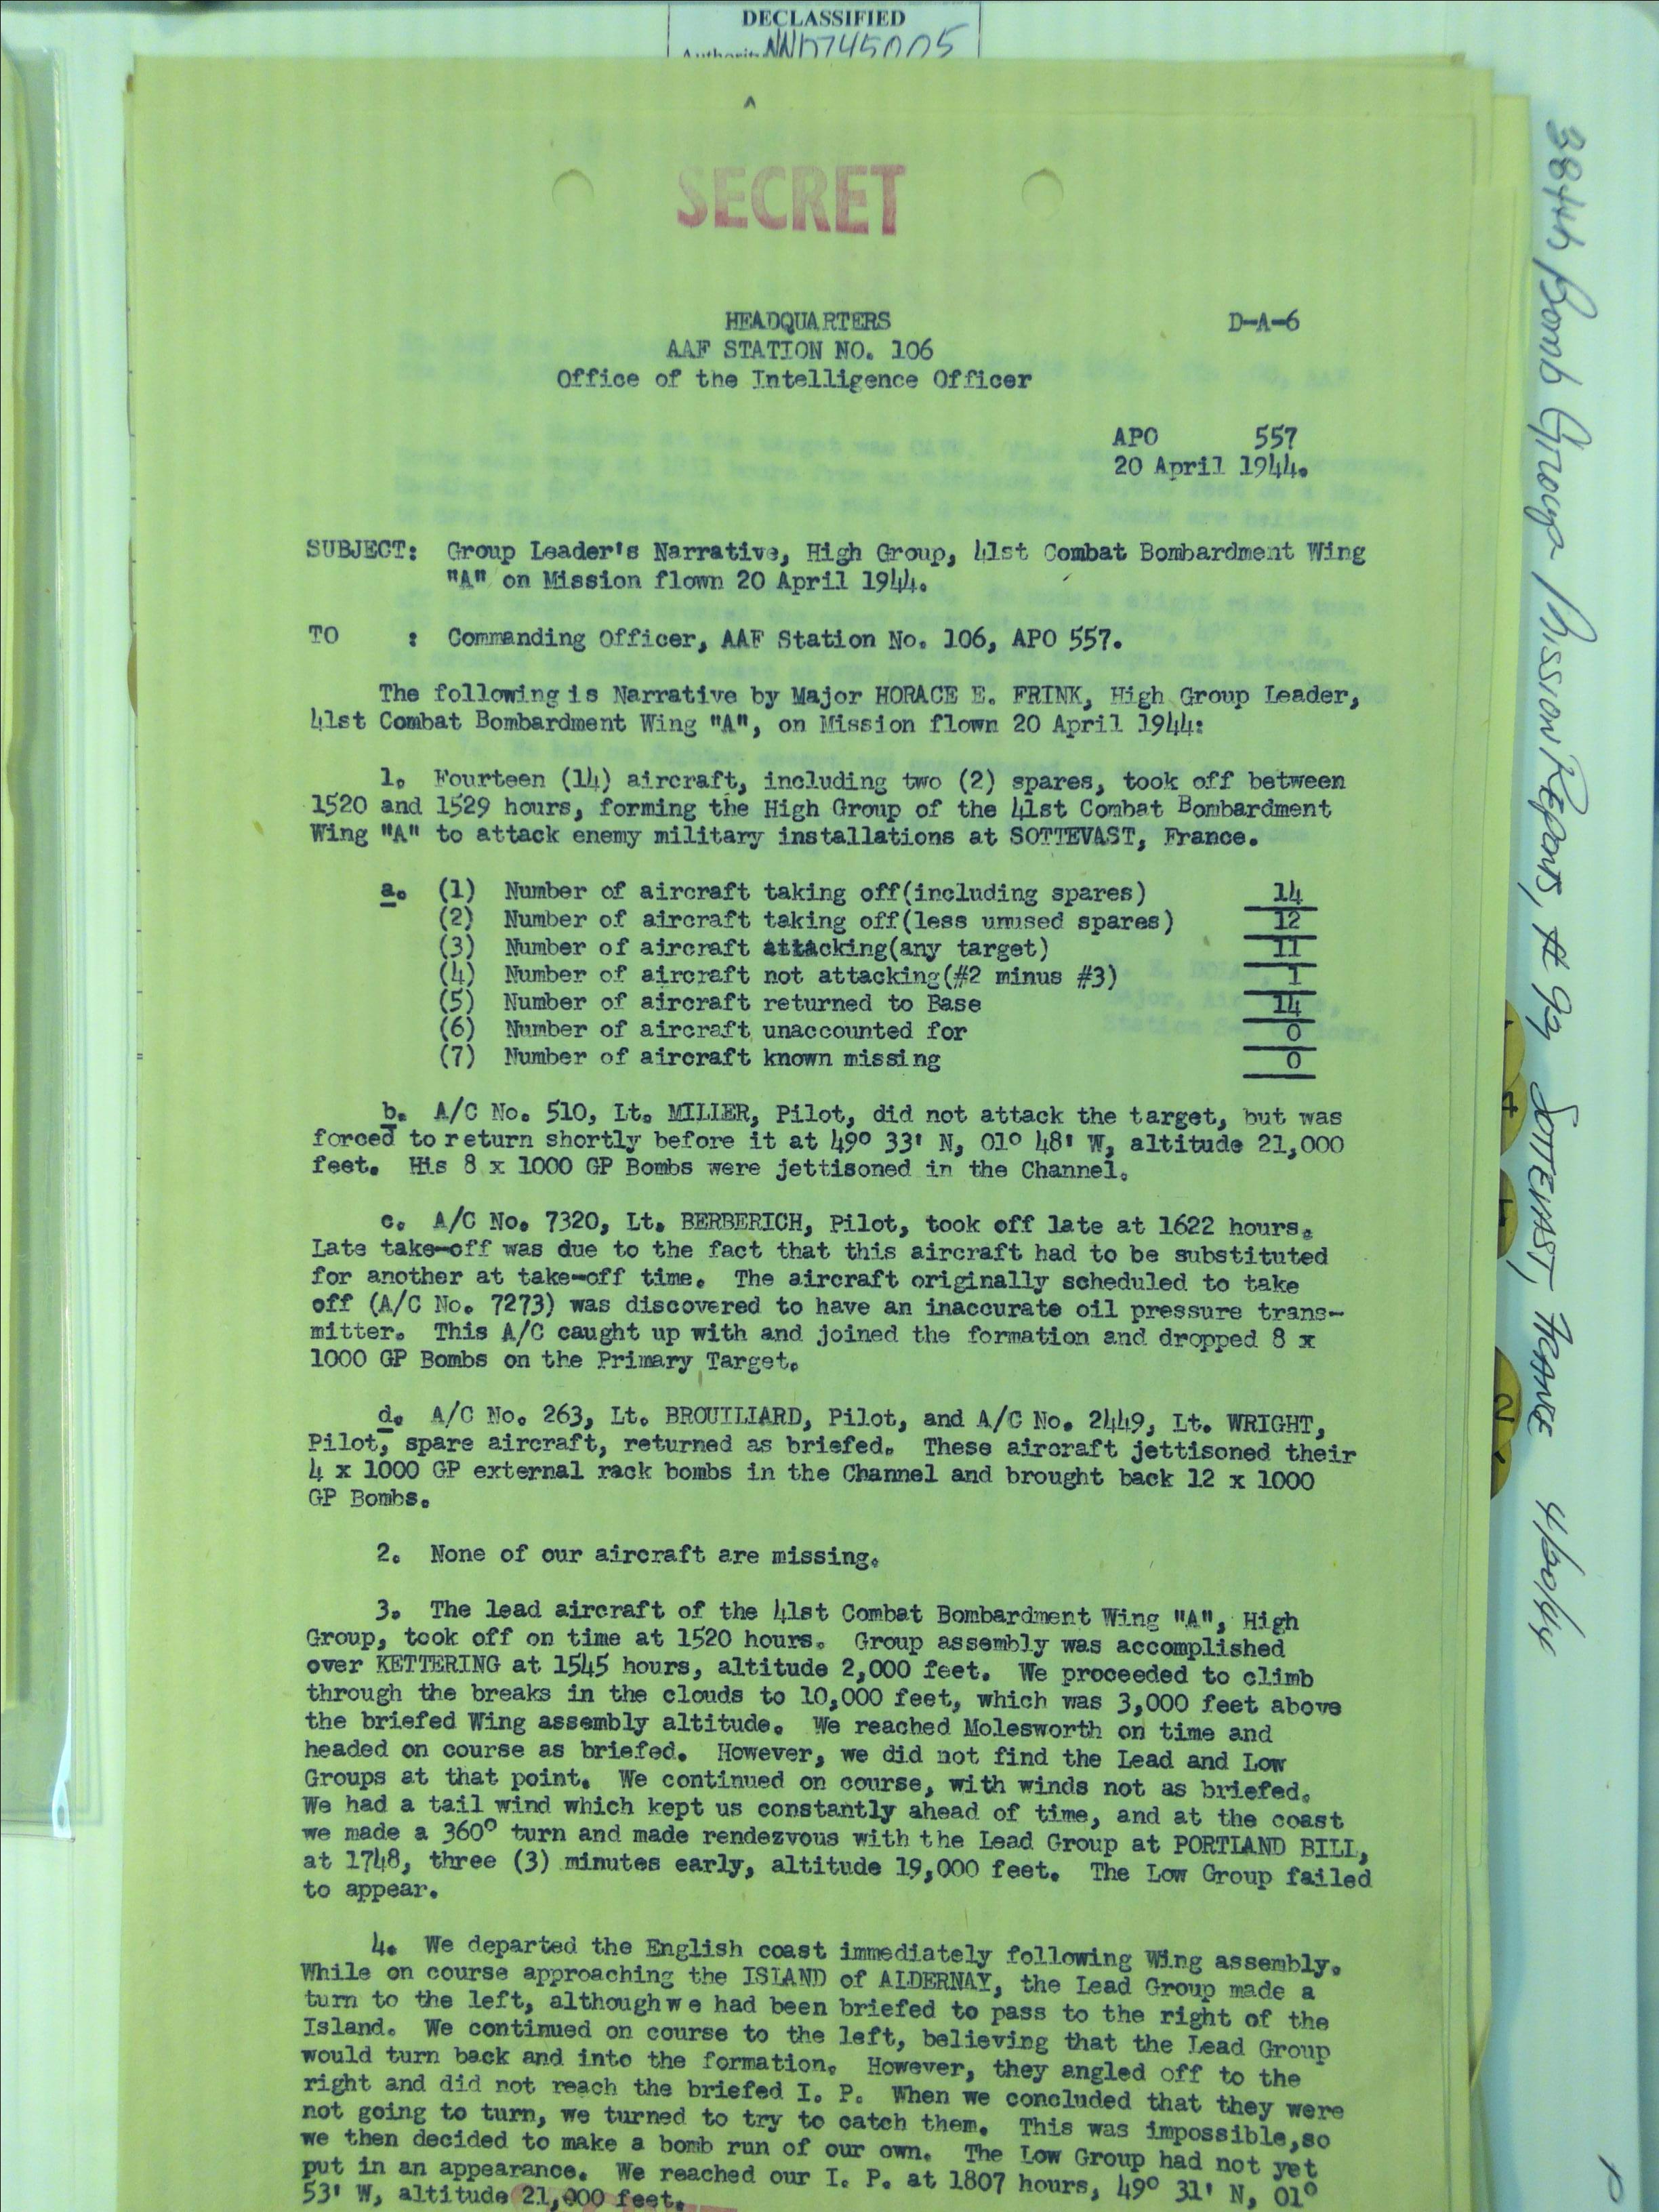 DECLASSIFIED
Authority NND745005
^
SECRET
HEADQUARTERS D-A-6
AAF STATION NO. 106
Office of the Intelligence Officer
APO 557
20 April 1944.
SUBJECT: Group Leader's Narrative, High Group, 41st Combat Bombardment Wing
"A" on Mission flown 20 April 1944.
TO : Commanding Officer, AAF Station No. 106, APO 557.
The following is Narrative by Major HORACE E. FRINK, High Group Leader,
41st Combat Bombardment Wing "A", on Mission flown 20 April 1944:
1. Fourteen (14) aircraft, including two (2) spares, took off between
1520 and 1529 hours, forming the High Group of the 41st Combat Bombardment
Wing "A" to attack enemy military installations at SOTTEVAST, France.
a. (1) Number of aircraft taking off(including spares) 14
(2) Number of aircraft taking off(less unused spares) 12
(3) Number of aircraft attacking(any target) 11
(4) Number of aircraft not attacking(#2 minus #3) 1
(5) Number of aircraft returned to Base 14
(6) Number of aircraft unaccounted for 0
(7) Number of aircraft known missing 0
b. A/C No. 510, Lt. MILIER, Pilot, did not attack the target, but was
forced to return shortly before it at 49° 33' N, 01° 48' W, altitude 21,000
feet. His 8 x 1000 GP Bombs were jettisoned in the Channel.
c. A/C No. 7320, Lt. BERBERICH, Pilot, took off late at 1622 hours.
Late take-off was due to the fact that this aircraft had to be substituted
for another at take-off time. The aircraft originally scheduled to take
off (A/C No. 7273) was discovered to have an inaccurate oil pressure trans-
mitter. This A/C caught up with and joined the formation and dropped 8 x
1000 GP Bombs on the Primary Target.
d. A/C No. 263, Lt. BROUILIARD, Pilot, and A/C No. 2449, Lt. WRIGHT,
Pilot, spare aircraft, returned as briefed. These aircraft jettisoned their
4 x 1000 GP external rack bombs in the Channel and brought back 12 x 1000
GP Bombs.
2. None of our aircraft are missing.
3. The lead aircraft of the 41st Combat Bombardment Wing "A", High
Group, took off on time at 1520 hours. Group assembly was accomplished
over KETTERING at 1545 hours, altitude 2,000 feet. We proceeded to climb
through the breaks in the clouds to 10,000 feet, which was 3,000 feet above
the briefed Wing assembly altitude. We reached Molesworth on time and
headed on course as briefed. However, we did not find the Lead and Low
Groups at that point. We continued on course, with winds not as briefed.
We had a tail wind which kept us constantly ahead of time, and at the coast
we made a 360° turn and made rendezvous with the Lead Group at PORTLAND BILL,
at 1748, three (3) minutes early, altitude 19,000 feet. The Low Group failed
to appear.
4. We departed the English coast immediately following Wing assembly.
While on course approaching the ISLAND of ALDERNAY, the Lead Group made a
turn to the left, although we had been briefed to pass to the right of the
Island. We continued on course to the left, believing that the Lead Group
would turn back and into the formation. However, they angled off to the
right and did not reach the briefed I. P. When we concluded that they were
not going to turn, we turned to try to catch them. This was impossible,so
we then decided to make a bomb run of our own. The Low Group had not yet
put in an appearance. We reached our I. P. at 1807 hours, 49° 31' N, 01°
53' W, altitude 21,000 feet.
384th Bomb Group Mission Reports, # 93 SOTTEVAST, FRANCE 4/20/44
4
2